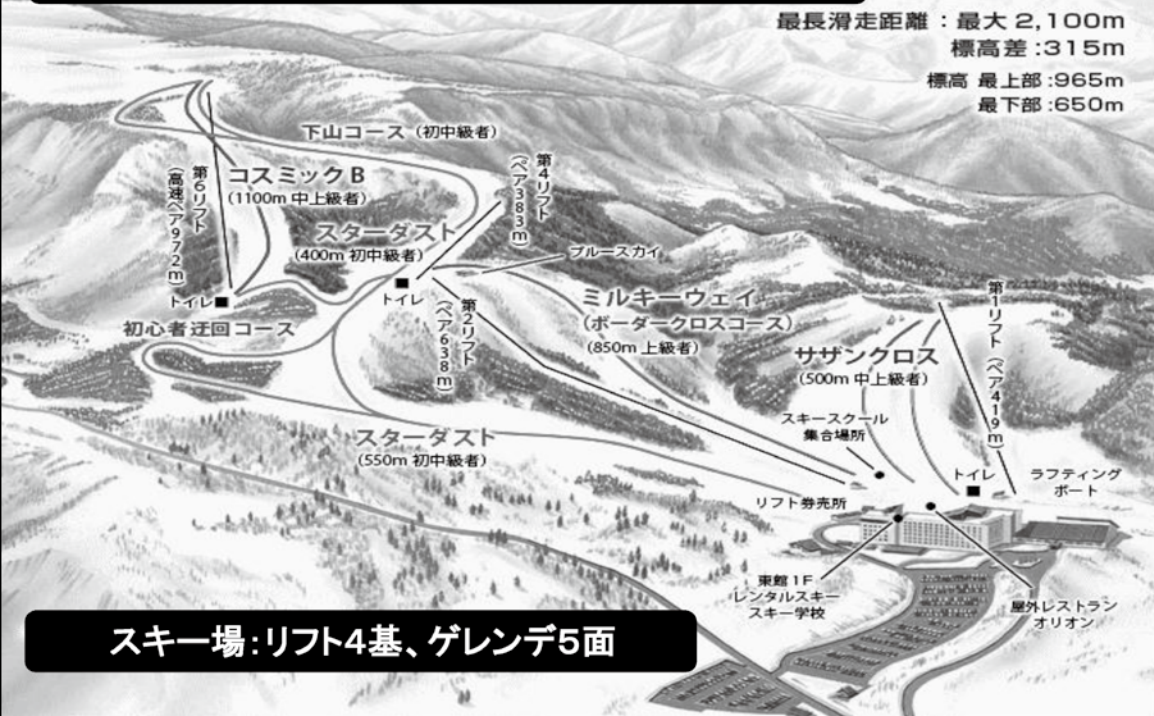 最長滑走距離：最大 2,100m
標高差：315m
標高 最上部：965m
最下部：650m
下山コース（初中級者）
第6リフト
（高速ペア972m）
コスミックB
（1100m 中上級者）
第4リフト
（ペア383m）
スターダスト
（400m 初中級者）
ブルースカイ
トイレ
トイレ
初心者迂回コース
第2リフト
（ペア638m）
ミルキーウェイ
（ボーダークロスコース）
（850m 上級者）
第1リフト（ペア419m）
サザンクロス
（500m 中上級者）
スキースクール
集合場所
スターダスト
（550m 初中級者）
トイレ
ラフティング
ボート
リフト券売所
東館1F
レンタルスキー
スキー学校
屋外レストラン
オリオン
スキー場：リフト4基、ゲレンデ5面